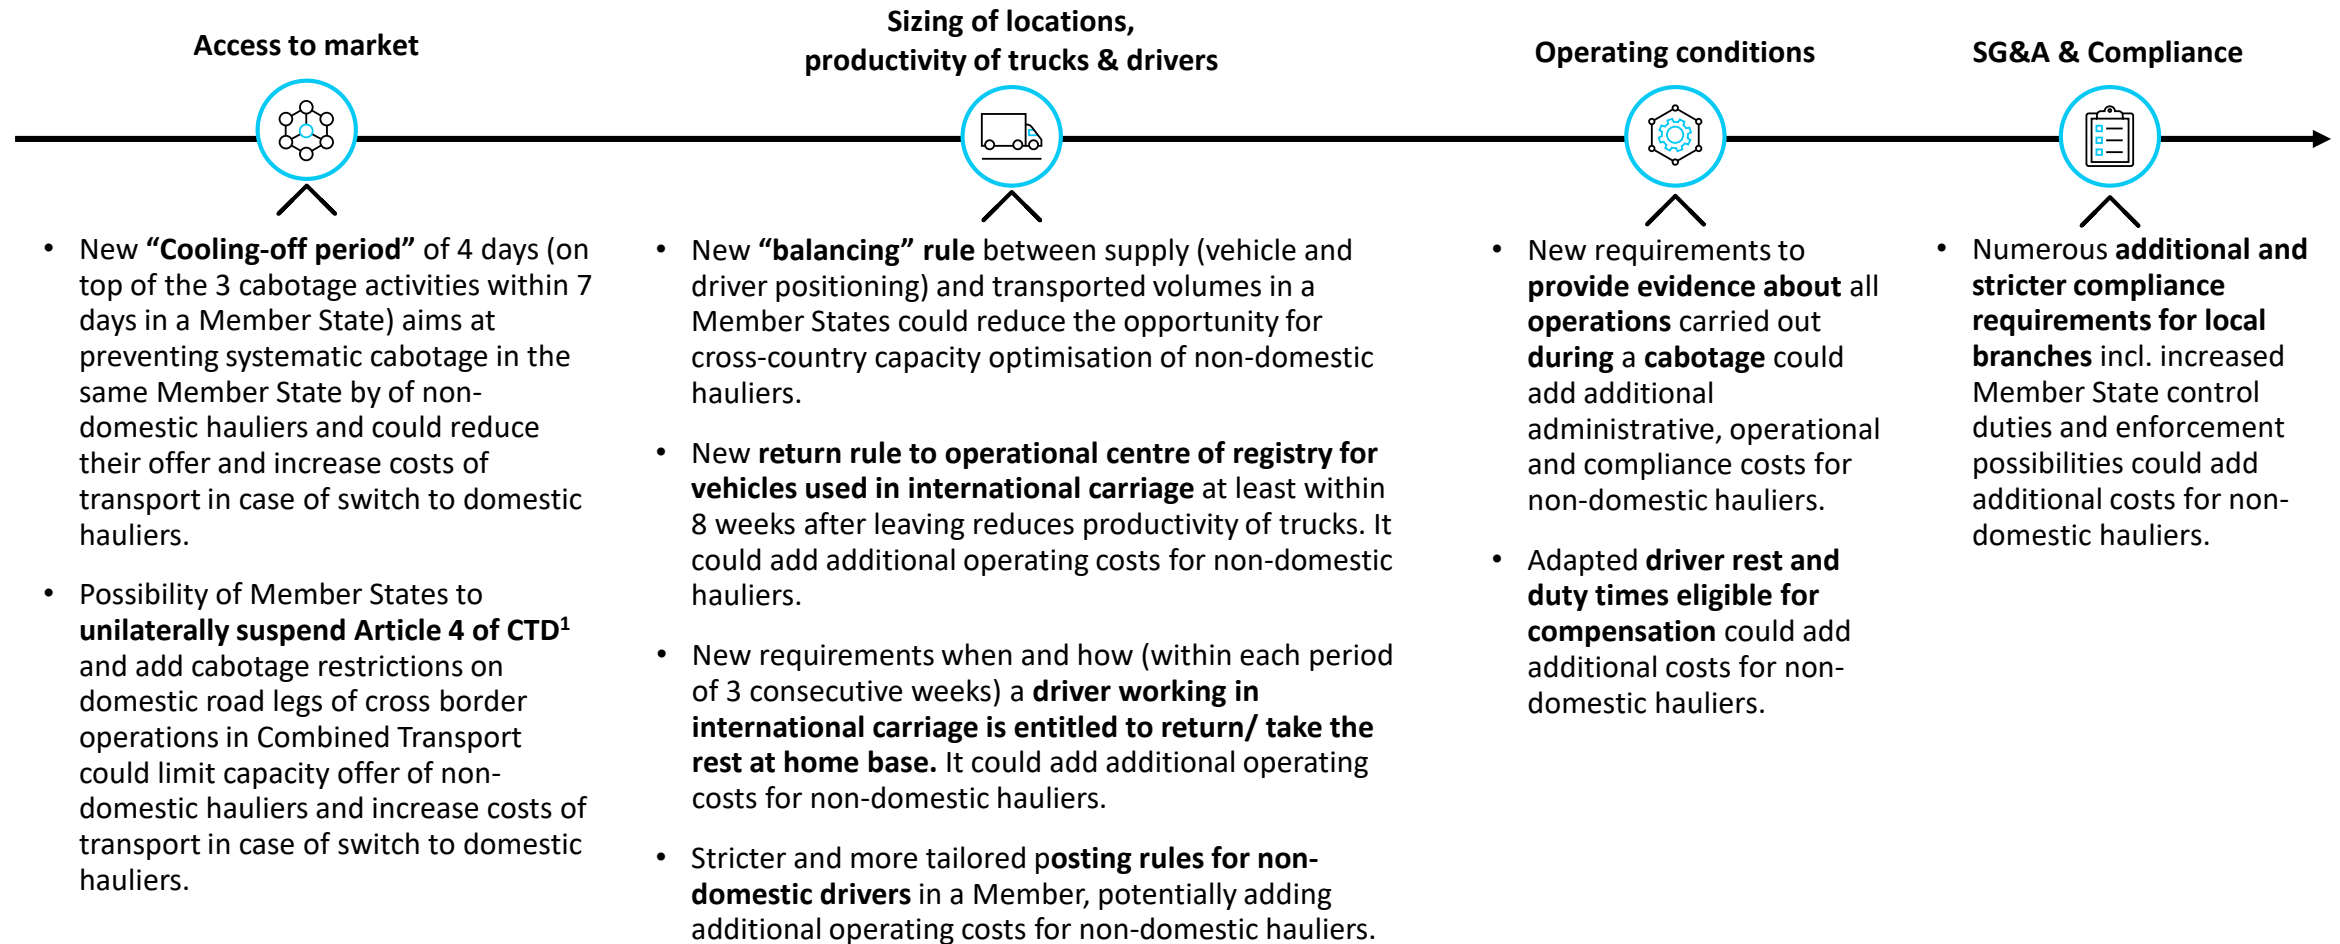 Access to market
• New “Cooling-off period” of 4 days (on
top of the 3 cabotage activities within 7
days in a Member State) aims at
preventing systematic cabotage in the
same Member State by of non-
domestic hauliers and could reduce
their offer and increase costs of
transport in case of switch to domestic
hauliers.
• Possibility of Member States to
unilaterally suspend Article 4 of CTD¹
and add cabotage restrictions on
domestic road legs of cross border
operations in Combined Transport
could limit capacity offer of non-
domestic hauliers and increase costs of
transport in case of switch to domestic
hauliers.
Sizing of locations,
productivity of trucks & drivers
• New “balancing” rule between supply (vehicle and
driver positioning) and transported volumes in a
Member States could reduce the opportunity for
cross-country capacity optimisation of non-domestic
hauliers.
• New return rule to operational centre of registry for
vehicles used in international carriage at least within
8 weeks after leaving reduces productivity of trucks. It
could add additional operating costs for non-domestic
hauliers.
• New requirements when and how (within each period
of 3 consecutive weeks) a driver working in
international carriage is entitled to return/ take the
rest at home base. It could add additional operating
costs for non-domestic hauliers.
• Stricter and more tailored posting rules for non-
domestic drivers in a Member, potentially adding
additional operating costs for non-domestic hauliers.
Operating conditions
• New requirements to
provide evidence about all
operations carried out
during a cabotage could
add additional
administrative, operational
and compliance costs for
non-domestic hauliers.
• Adapted driver rest and
duty times eligible for
compensation could add
additional costs for non-
domestic hauliers.
SG&A & Compliance
• Numerous additional and
stricter compliance
requirements for local
branches incl. increased
Member State control
duties and enforcement
possibilities could add
additional costs for non-
domestic hauliers.